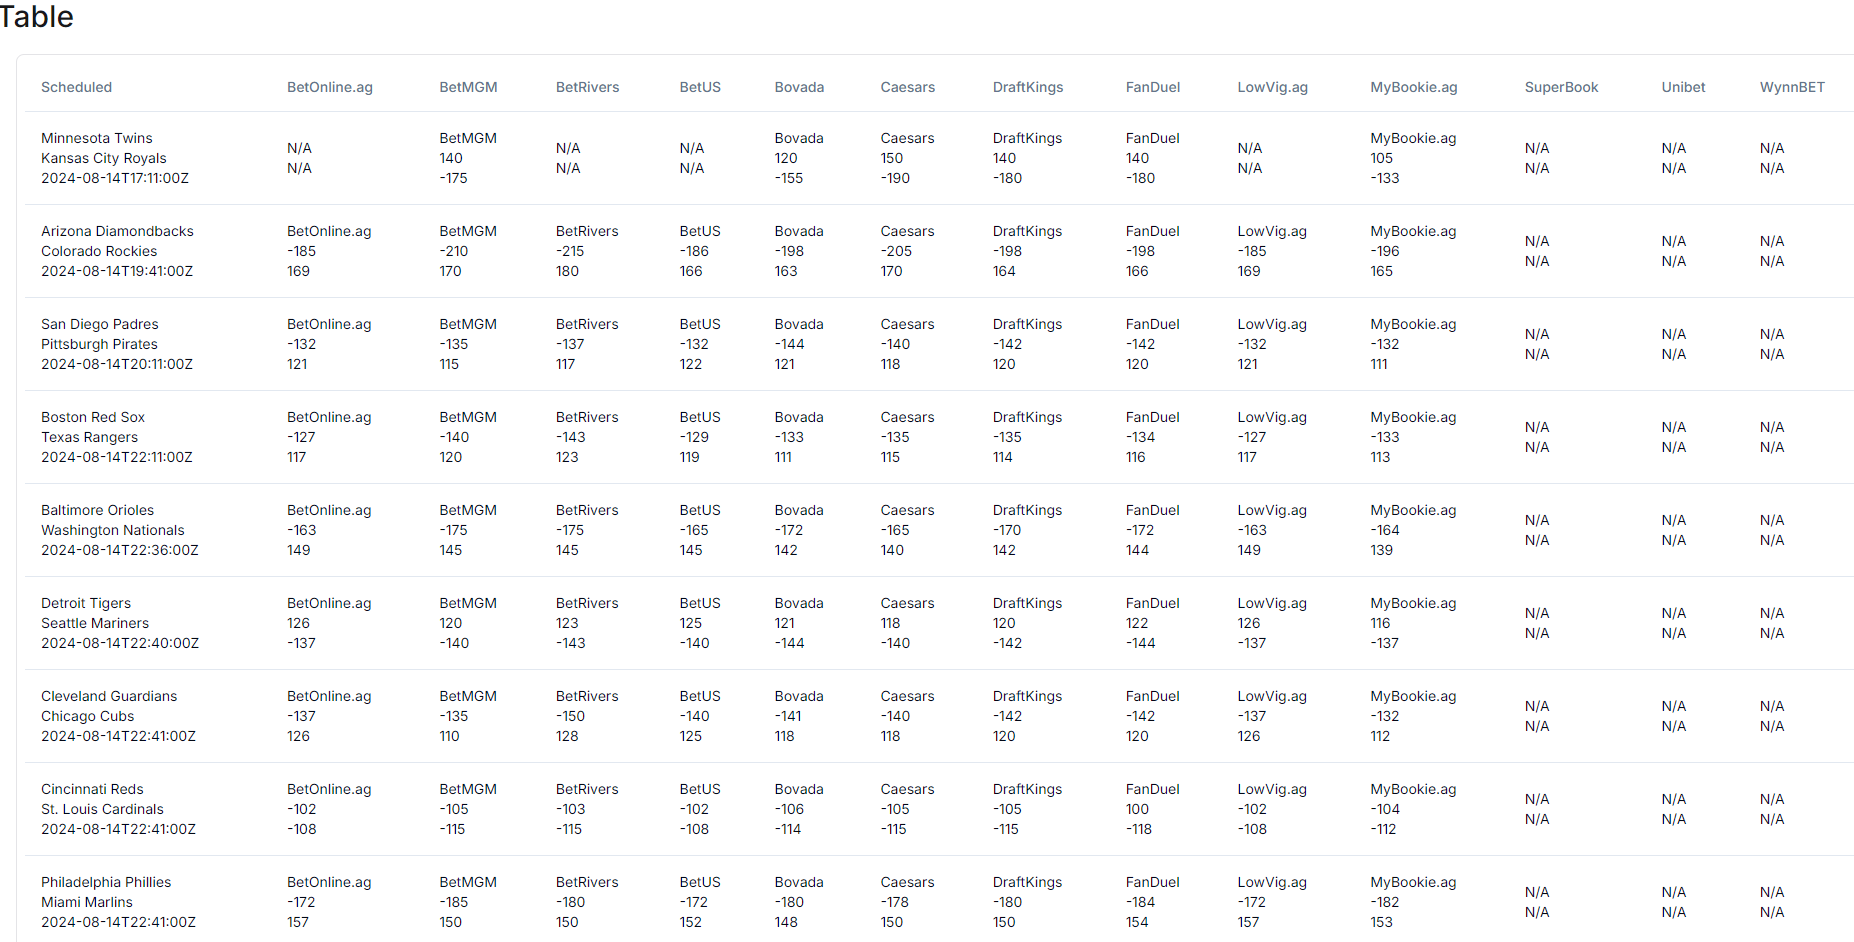 Table
Scheduled BetOnline.ag BetMGM BetRivers BetUS Bovada Caesars DraftKings FanDuel LowVig.ag MyBookie.ag SuperBook Unibet WynnBET
Minnesota Twins BetMGM Bovada Caesars DraftKings FanDuel MyBookie.ag
N/A N/A N/A N/A N/A N/A N/A
Kansas City Royals 140 120 150 140 140 105
N/A N/A N/A N/A N/A N/A N/A
2024-08-14T17:11:00Z -175 -155 -190 -180 -180 -133
Arizona Diamondbacks BetOnline.ag BetMGM BetRivers BetUS Bovada Caesars DraftKings FanDuel LowVig.ag MyBookie.ag
N/A N/A N/A
Colorado Rockies -185 -210 -215 -186 -198 -205 -198 -198 -185 -196
N/A N/A N/A
2024-08-14T19:41:00Z 169 170 180 166 163 170 164 166 169 165
San Diego Padres BetOnline.ag BetMGM BetRivers BetUS Bovada Caesars DraftKings FanDuel LowVig.ag MyBookie.ag
N/A N/A N/A
Pittsburgh Pirates -132 -135 -137 -132 -144 -140 -142 -142 -132 -132
N/A N/A N/A
2024-08-14T20:11:00Z 121 115 117 122 121 118 120 120 121 111
Boston Red Sox BetOnline.ag BetMGM BetRivers BetUS Bovada Caesars DraftKings FanDuel LowVig.ag MyBookie.ag
N/A N/A N/A
Texas Rangers -127 -140 -143 -129 -133 -135 -135 -134 -127 -133
N/A N/A N/A
2024-08-14T22:11:00Z 117 120 123 119 111 115 114 116 117 113
Baltimore Orioles BetOnline.ag BetMGM BetRivers BetUS Bovada Caesars DraftKings FanDuel LowVig.ag MyBookie.ag
N/A N/A N/A
Washington Nationals -163 -175 -175 -165 -172 -165 -170 -172 -163 -164
N/A N/A N/A
2024-08-14T22:36:00Z 149 145 145 145 142 140 142 144 149 139
Detroit Tigers BetOnline.ag BetMGM BetRivers BetUS Bovada Caesars DraftKings FanDuel LowVig.ag MyBookie.ag
N/A N/A N/A
Seattle Mariners 126 120 123 125 121 118 120 122 126 116
N/A N/A N/A
2024-08-14T22:40:00Z -137 -140 -143 -140 -144 -140 -142 -144 -137 -137
Cleveland Guardians BetOnline.ag BetMGM BetRivers BetUS Bovada Caesars DraftKings FanDuel LowVig.ag MyBookie.ag
N/A N/A N/A
Chicago Cubs -137 -135 -150 -140 -141 -140 -142 -142 -137 -132
N/A N/A N/A
2024-08-14T22:41:00Z 126 110 128 125 118 118 120 120 126 112
Cincinnati Reds BetOnline.ag BetMGM BetRivers BetUS Bovada Caesars DraftKings FanDuel LowVig.ag MyBookie.ag
N/A N/A N/A
St. Louis Cardinals -102 -105 -103 -102 -106 -105 -105 100 -102 -104
N/A N/A N/A
2024-08-14T22:41:00Z -108 -115 -115 -108 -114 -115 -115 -118 -108 -112
Philadelphia Phillies BetOnline.ag BetMGM BetRivers BetUS Bovada Caesars DraftKings FanDuel LowVig.ag MyBookie.ag
N/A N/A N/A
Miami Marlins -172 -185 -180 -172 -180 -178 -180 -184 -172 -182
N/A N/A N/A
2024-08-14T22:41:00Z 157 150 150 152 148 150 150 154 157 153